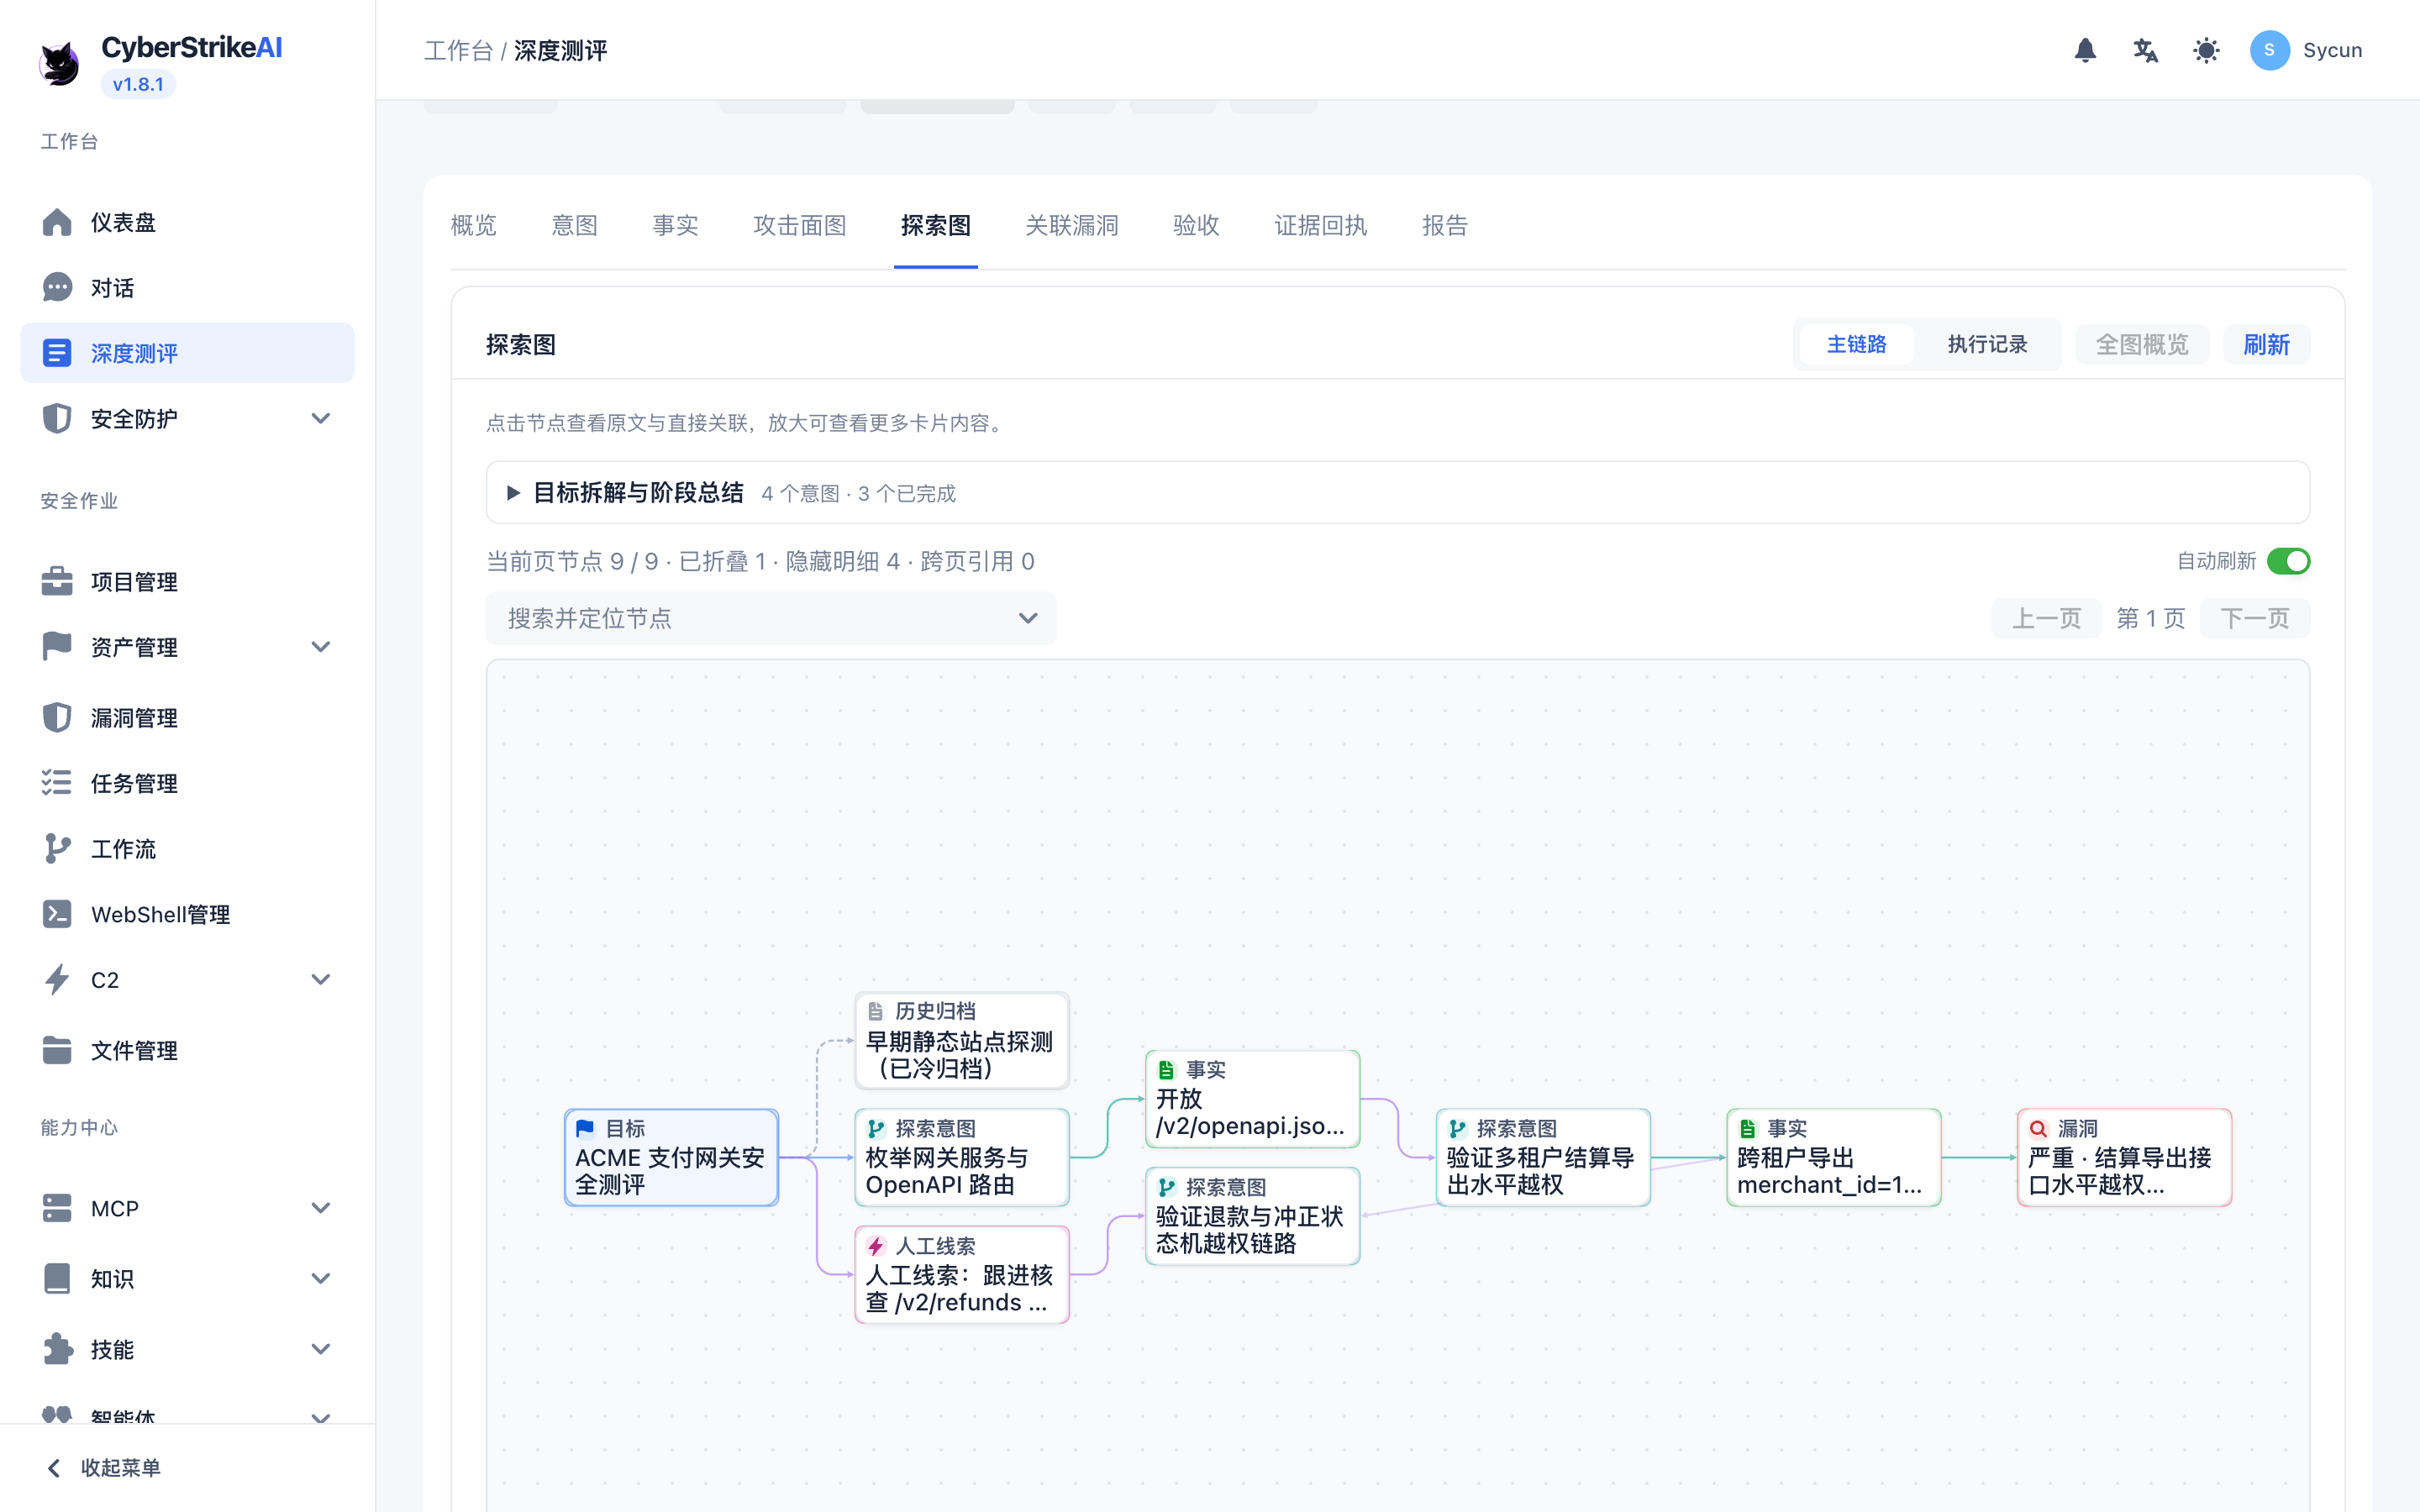 CyberStrikeAI
v1.8.1
工作台
仪表盘
对话
深度测评
安全防护
安全作业
项目管理
资产管理
漏洞管理
任务管理
工作流
WebShell管理
C2
文件管理
能力中心
MCP
知识
技能
智能体
收起菜单
工作台 / 深度测评
S Sycun
概览 意图 事实 攻击面图 探索图 关联漏洞 验收 证据回执 报告
探索图
主链路 执行记录 全图概览 刷新
点击节点查看原文与直接关联，放大可查看更多卡片内容。
目标拆解与阶段总结 4 个意图 · 3 个已完成
当前页节点 9 / 9 · 已折叠 1 · 隐藏明细 4 · 跨页引用 0
自动刷新
搜索并定位节点
上一页 第 1 页 下一页
目标
ACME 支付网关安
全测评
历史归档
早期静态站点探测
（已冷归档）
探索意图
枚举网关服务与
OpenAPI 路由
人工线索
人工线索：跟进核
查 /v2/refunds ...
事实
开放
/v2/openapi.jso...
探索意图
验证退款与冲正状
态机越权链路
探索意图
验证多租户结算导
出水平越权
事实
跨租户导出
merchant_id=1...
漏洞
严重 · 结算导出接
口水平越权...